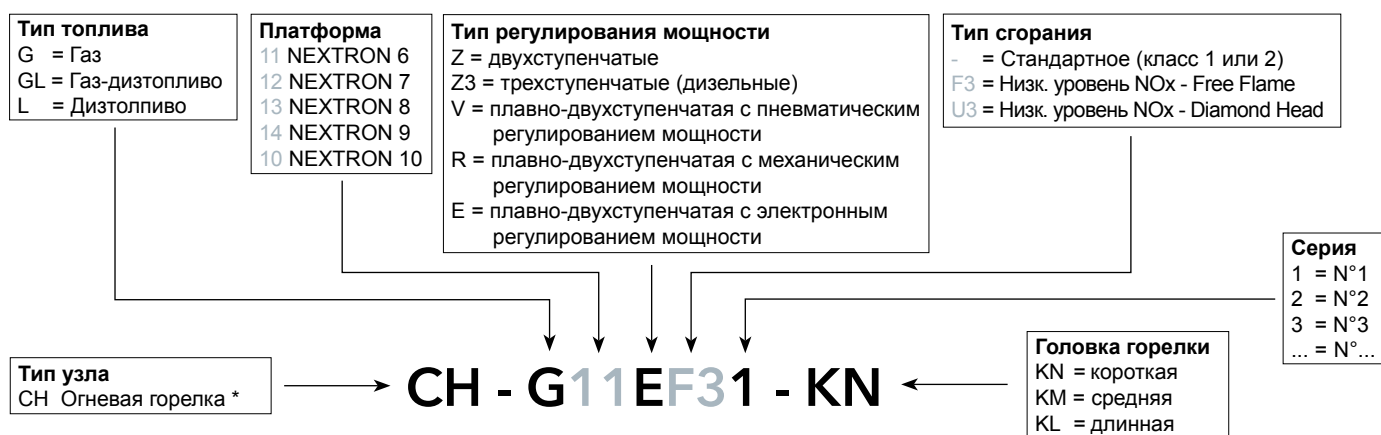 Тип топлива
G = Газ
GL = Газ-дизтопливо
L = Дизтолпиво
Платформа
11 NEXTRON 6
12 NEXTRON 7
13 NEXTRON 8
14 NEXTRON 9
10 NEXTRON 10
Тип регулирования мощности
Z = двухступенчатые
Z3 = трехступенчатые (дизельные)
V = плавно-двухступенчатая с пневматическим
регулированием мощности
R = плавно-двухступенчатая с механическим
регулированием мощности
E = плавно-двухступенчатая с электронным
регулированием мощности
Тип сгорания
- = Стандартное (класс 1 или 2)
F3 = Низк. уровень NOx - Free Flame
U3 = Низк. уровень NOx - Diamond Head
Серия
1 = N°1
2 = N°2
3 = N°3
... = N°...
Тип узла
CH Огневая горелка *
CH - G11EF31 - KN
Головка горелки
KN = короткая
KM = средняя
KL = длинная